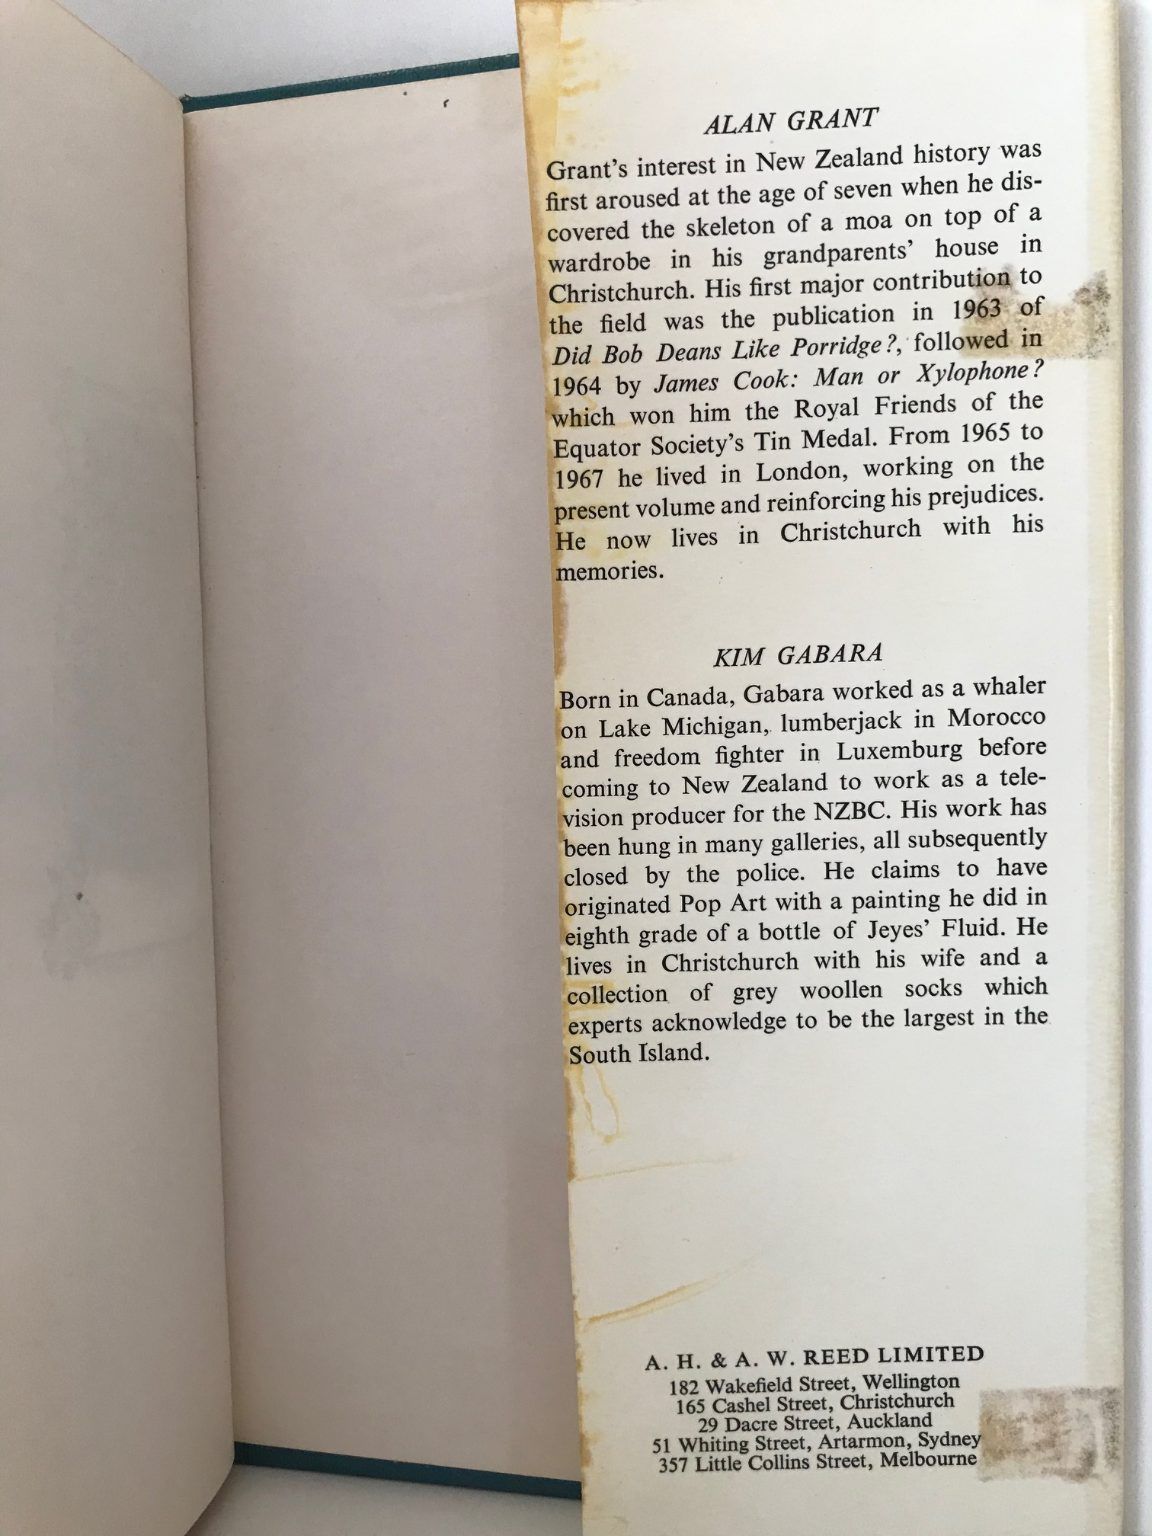 ALAN GRANT
Grant's interest in New Zealand history was
first aroused at the age of seven when he dis-
covered the skeleton of a moa on top of a
wardrobe in his grandparents' house in
Christchurch. His first major contribution to
the field was the publication in 1963 of
Did Bob Deans Like Porridge?, followed in
1964 by James Cook: Man or Xylophone?
which won him the Royal Friends of the
Equator Society's Tin Medal. From 1965 to
1967 he lived in London, working on the
present volume and reinforcing his prejudices.
He now lives in Christchurch with his
memories.
KIM GABARA
Born in Canada, Gabara worked as a whaler
on Lake Michigan, lumberjack in Morocco
and freedom fighter in Luxemburg before
coming to New Zealand to work as a tele-
vision producer for the NZBC. His work has
been hung in many galleries, all subsequently
closed by the police. He claims to have
originated Pop Art with a painting he did in
eighth grade of a bottle of Jeyes' Fluid. He
lives in Christchurch with his wife and a
collection of grey woollen socks which
experts acknowledge to be the largest in the
South Island.
A. H. & A. W. REED LIMITED
182 Wakefield Street, Wellington
165 Cashel Street, Christchurch
29 Dacre Street, Auckland
51 Whiting Street, Artarmon, Sydney
357 Little Collins Street, Melbourne